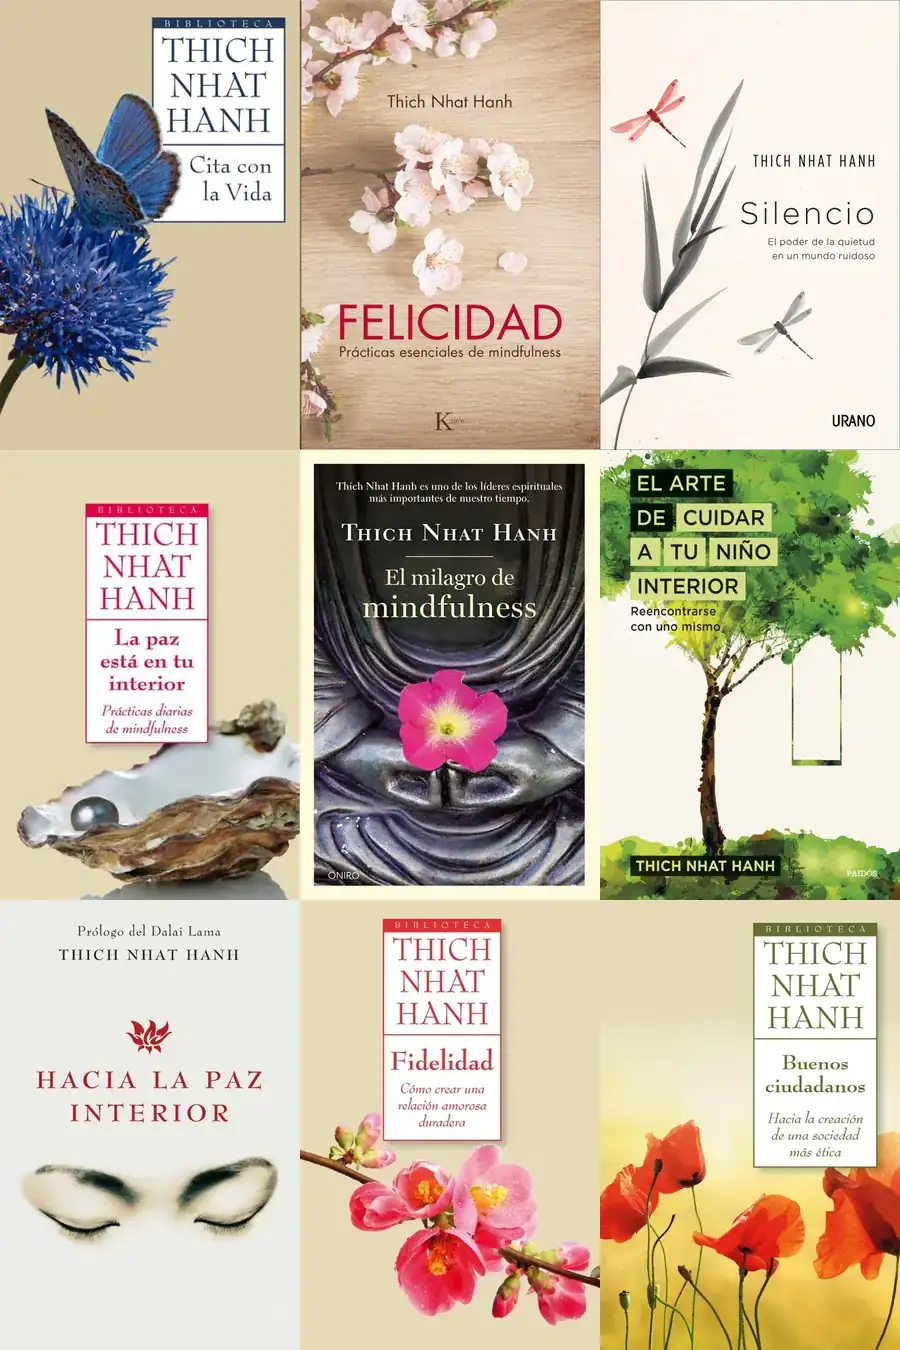 BIBLIOTECA
THICH
NHAT
HANH
Cita con
la Vida
Thich Nhat Hanh
FELICIDAD
Prácticas esenciales de mindfulness
K
THICH NHAT HANH
Silencio
El poder de la quietud
en un mundo ruidoso
URANO
BIBLIOTECA
THICH
NHAT
HANH
La paz
está en tu
interior
Prácticas diarias
de mindfulness
Thich Nhat Hanh es uno de los líderes espirituales
más importantes de nuestro tiempo.
THICH NHAT HANH
El milagro de
mindfulness
ONIRO
EL ARTE
DE CUIDAR
A TU NIÑO
INTERIOR
Reencontrarse
con uno mismo
THICH NHAT HANH
PAIDÓS
Prólogo del Dalai Lama
THICH NHAT HANH
HACIA LA PAZ
INTERIOR
BIBLIOTECA
THICH
NHAT
HANH
Fidelidad
Cómo crear una
relación amorosa
duradera
BIBLIOTECA
THICH
NHAT
HANH
Buenos
ciudadanos
Hacia la creación
de una sociedad
más ética